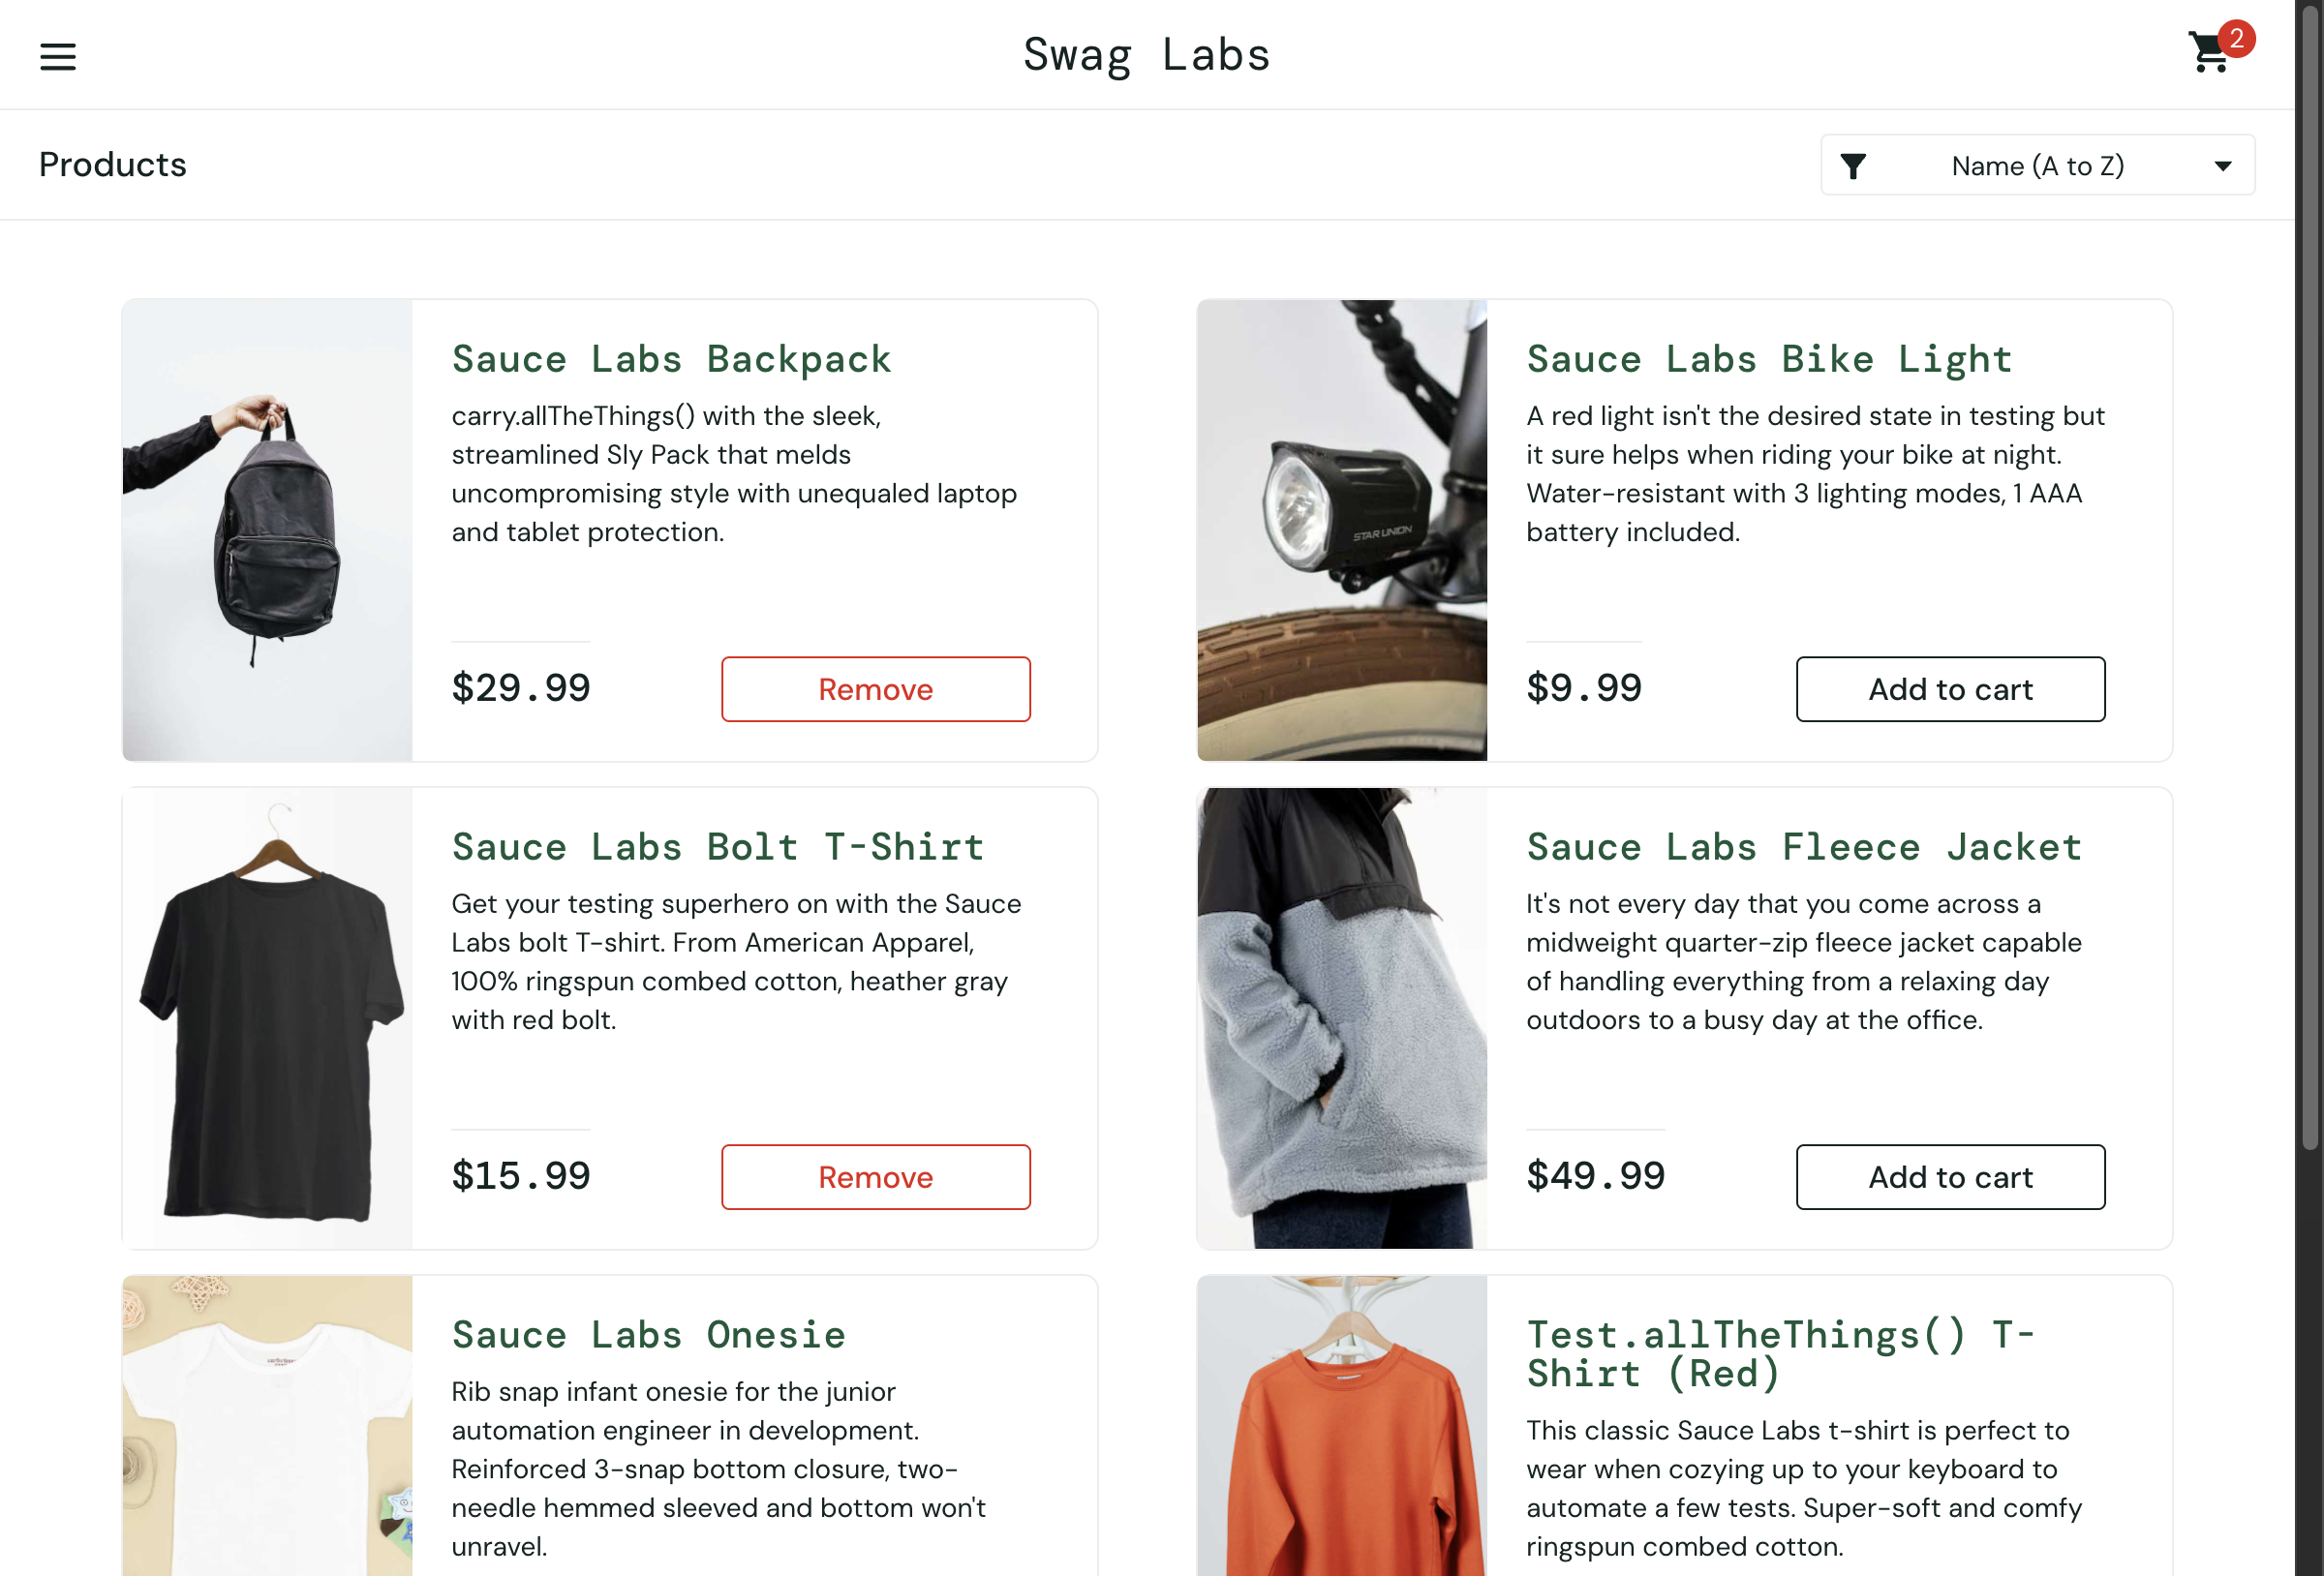 Swag Labs
2
Products
Name (A to Z)
Sauce Labs Backpack
carry.allTheThings() with the sleek,
streamlined Sly Pack that melds
uncompromising style with unequaled laptop
and tablet protection.
$29.99
Remove
Sauce Labs Bike Light
A red light isn't the desired state in testing but
it sure helps when riding your bike at night.
Water-resistant with 3 lighting modes, 1 AAA
battery included.
STAR UNION
$9.99
Add to cart
Sauce Labs Bolt T-Shirt
Get your testing superhero on with the Sauce
Labs bolt T-shirt. From American Apparel,
100% ringspun combed cotton, heather gray
with red bolt.
$15.99
Remove
Sauce Labs Fleece Jacket
It's not every day that you come across a
midweight quarter-zip fleece jacket capable
of handling everything from a relaxing day
outdoors to a busy day at the office.
$49.99
Add to cart
Sauce Labs Onesie
Rib snap infant onesie for the junior
automation engineer in development.
Reinforced 3-snap bottom closure, two-
needle hemmed sleeved and bottom won't
unravel.
Test.allTheThings() T-
Shirt (Red)
This classic Sauce Labs t-shirt is perfect to
wear when cozying up to your keyboard to
automate a few tests. Super-soft and comfy
ringspun combed cotton.